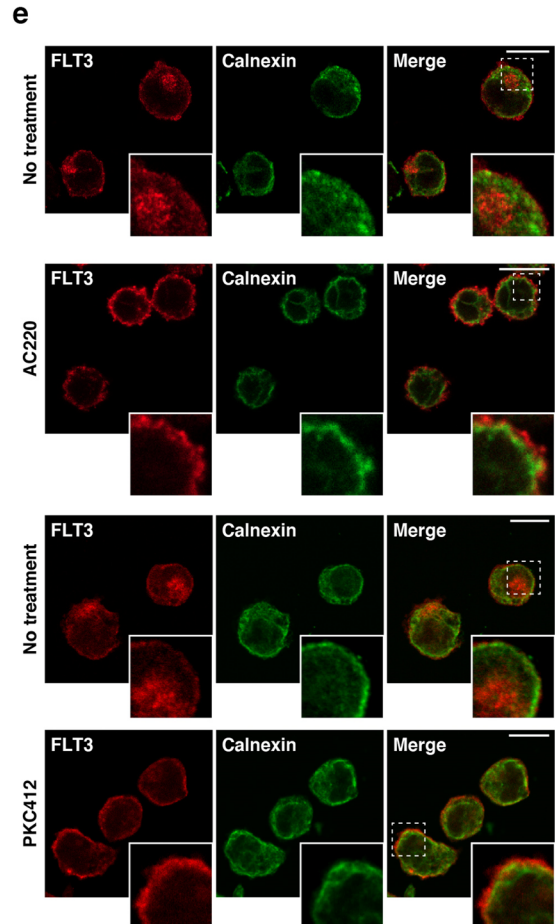 e
No treatment
FLT3 Calnexin Merge
AC220
FLT3 Calnexin Merge
No treatment
FLT3 Calnexin Merge
PKC412
FLT3 Calnexin Merge